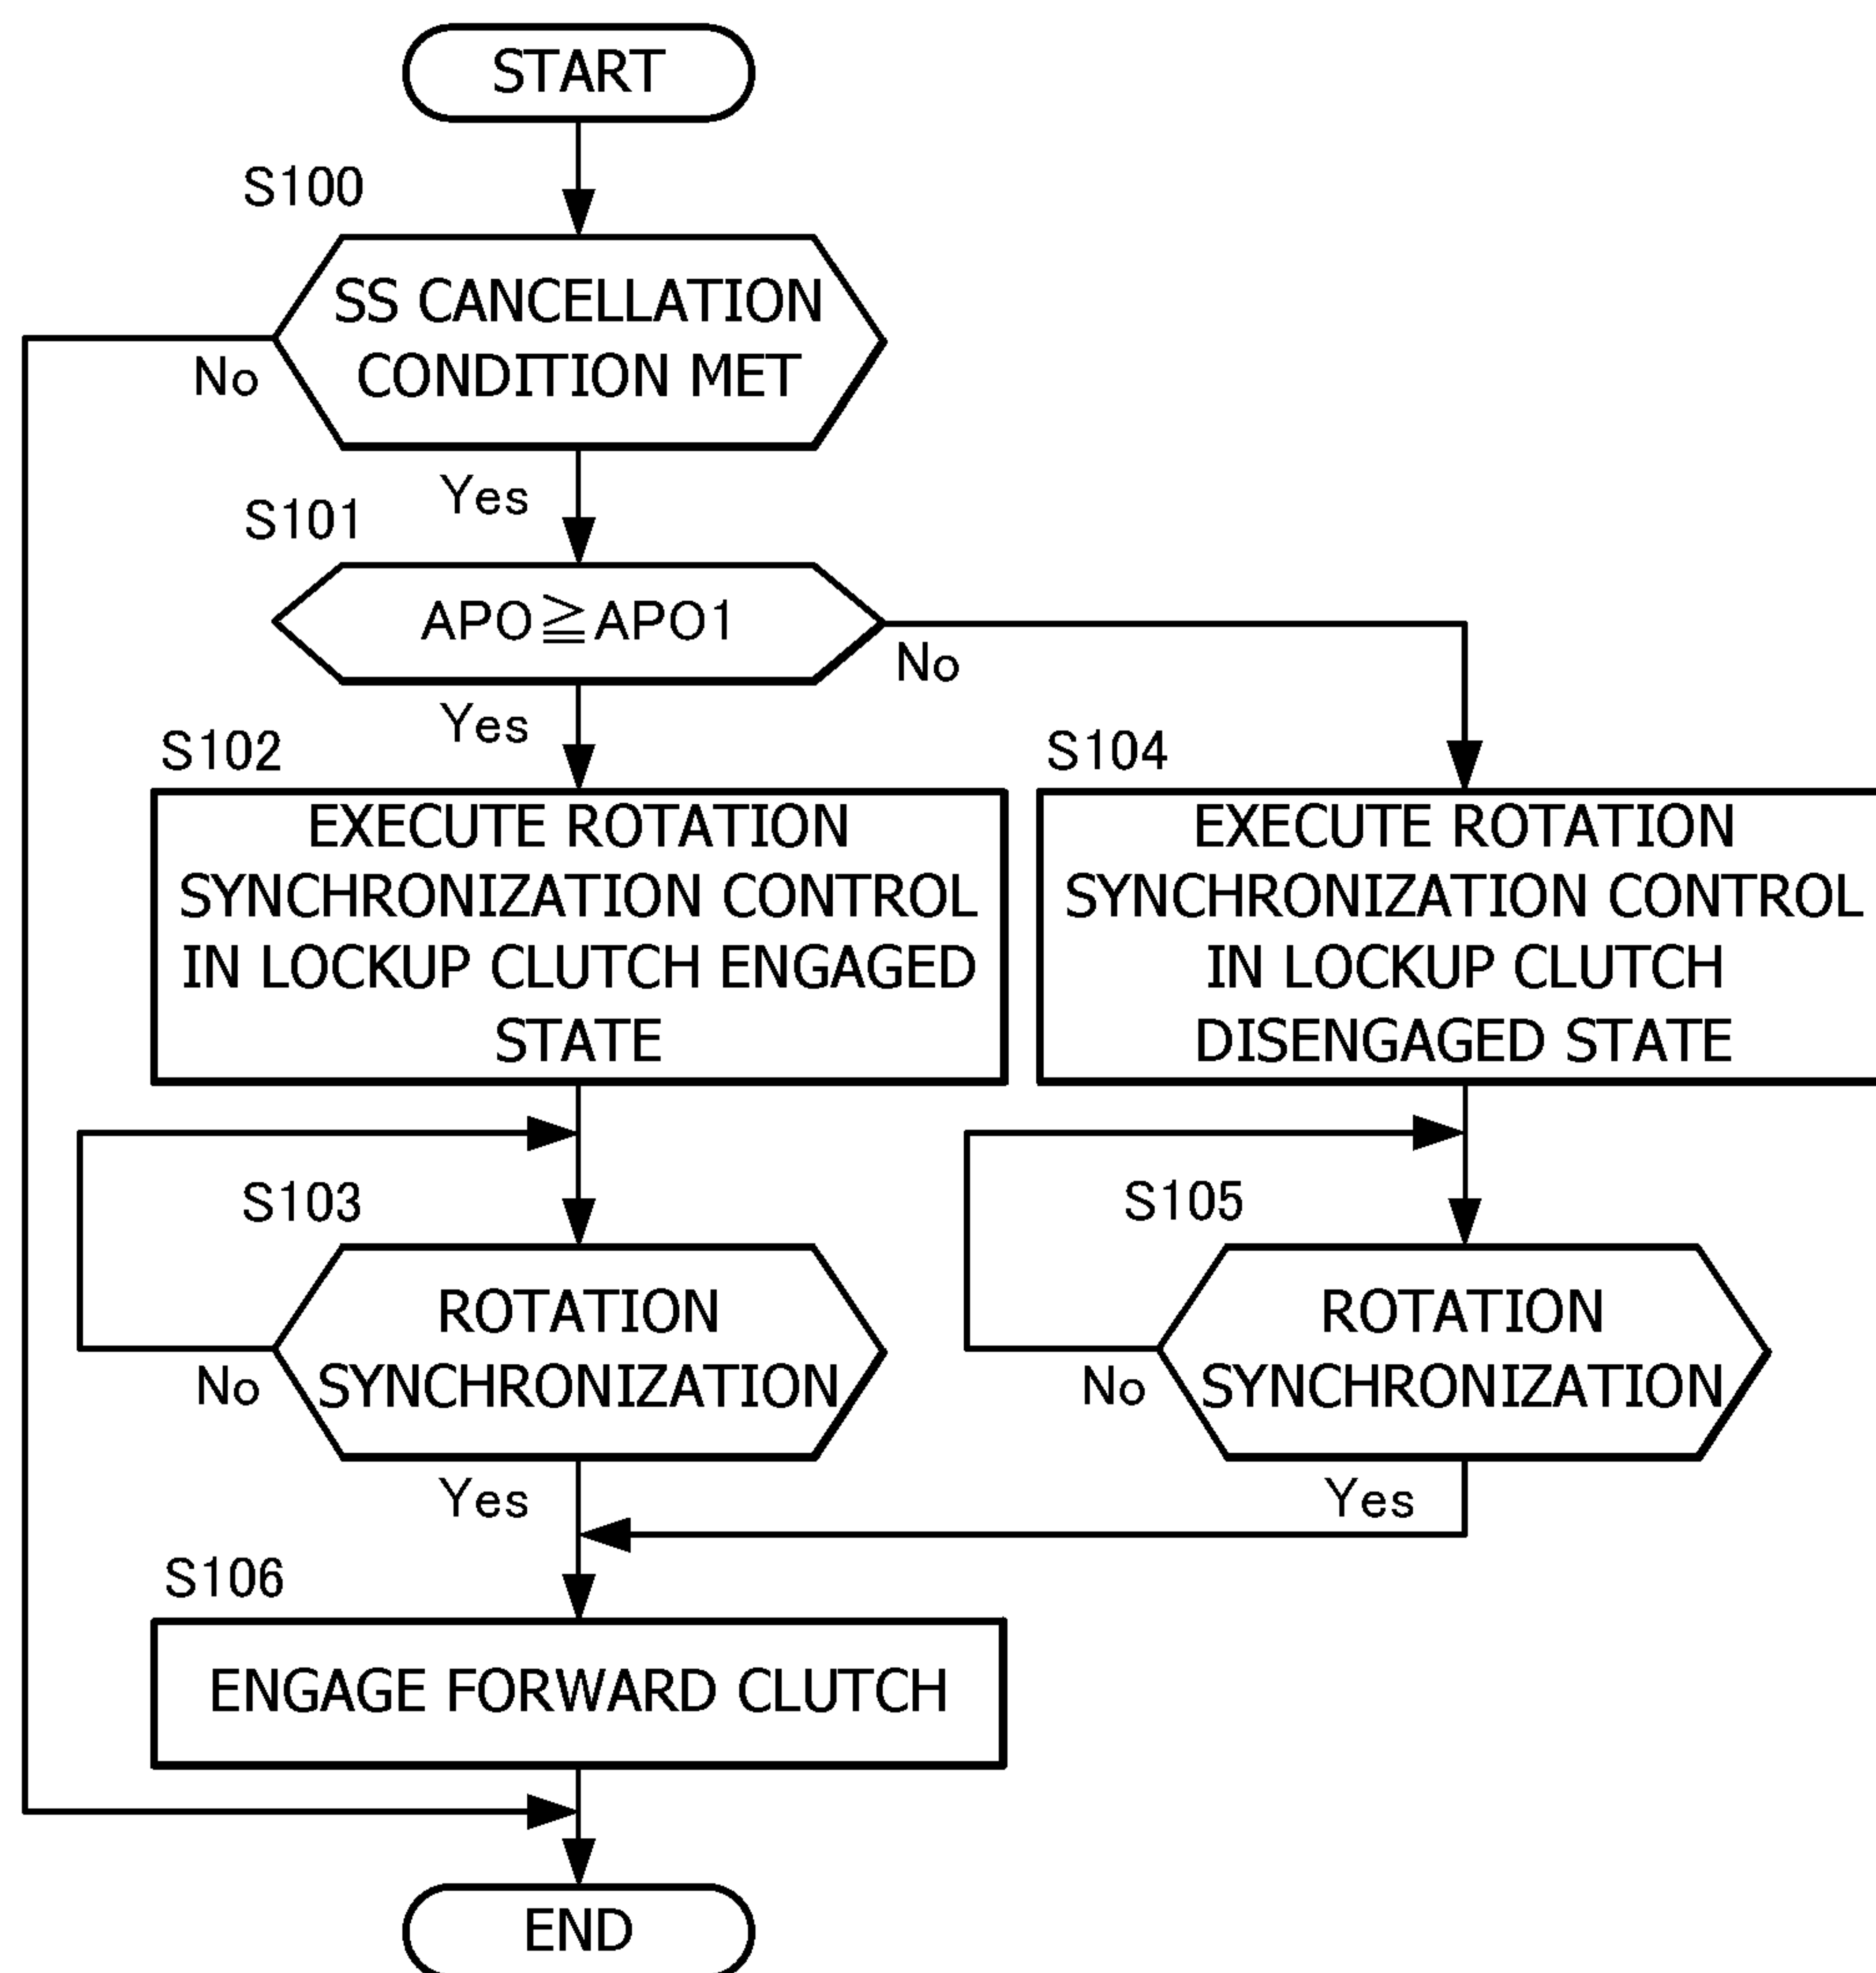 START
S100
SS CANCELLATION
CONDITION MET
No
Yes
S101
APO≧APO1
No
Yes
S102
EXECUTE ROTATION
SYNCHRONIZATION CONTROL
IN LOCKUP CLUTCH ENGAGED
STATE
S104
EXECUTE ROTATION
SYNCHRONIZATION CONTROL
IN LOCKUP CLUTCH
DISENGAGED STATE
S103
ROTATION
SYNCHRONIZATION
No
Yes
S105
ROTATION
SYNCHRONIZATION
No
Yes
S106
ENGAGE FORWARD CLUTCH
END